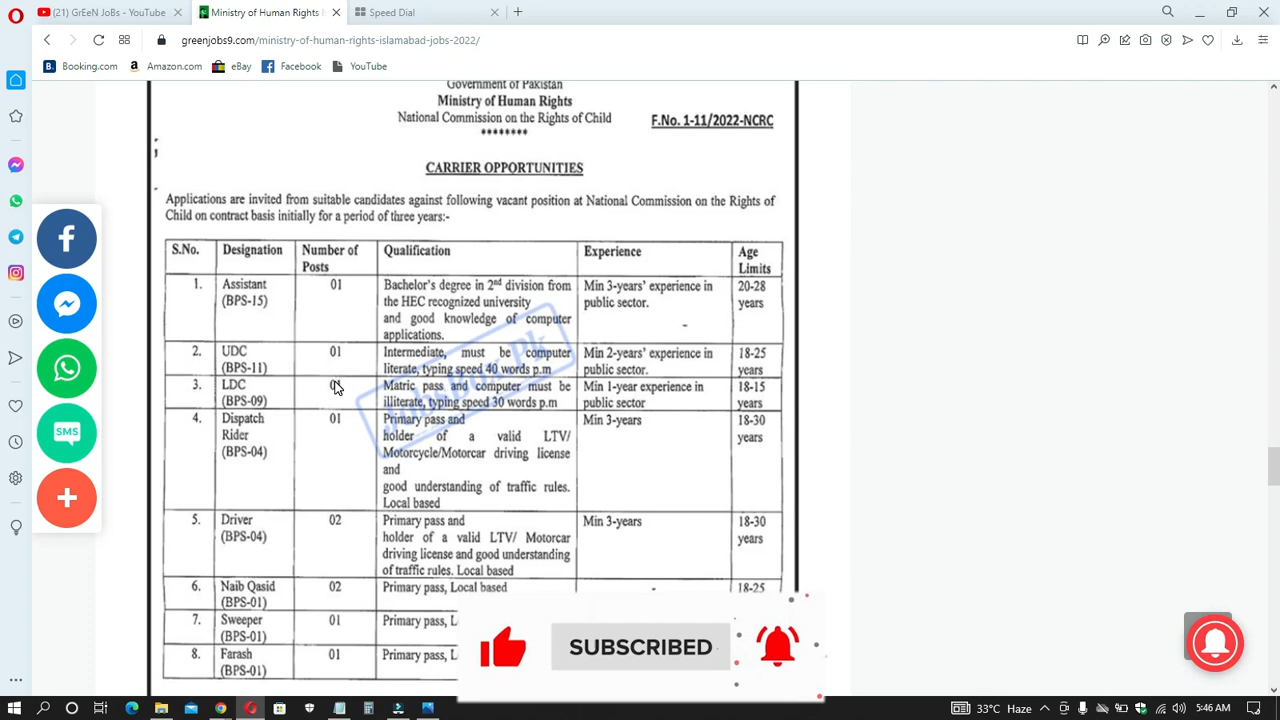 (21) GrEeN JoBs - YouTube
Ministry of Human Rights
Speed Dial
greenjobs9.com/ministry-of-human-rights-islamabad-jobs-2022/
Booking.com
Amazon.com
eBay
Facebook
YouTube
Government of Pakistan
Ministry of Human Rights
National Commission on the Rights of Child
F.No. 1-11/2022-NCRC
********
CARRIER OPPORTUNITIES
Applications are invited from suitable candidates against following vacant position at National Commission on the Rights of
Child on contract basis initially for a period of three years:-
S.No. Designation Number of Posts Qualification Experience Age Limits
1. Assistant (BPS-15) 01
Bachelor's degree in 2nd division from
the HEC recognized university
and good knowledge of computer
applications.
Min 3-years' experience in
public sector.
20-28
years
2. UDC (BPS-11) 01
Intermediate, must be computer
literate, typing speed 40 words p.m
Min 2-years' experience in
public sector.
18-25
years
3. LDC (BPS-09)
Matric pass and computer must be
illiterate, typing speed 30 words p.m
Min 1-year experience in
public sector
18-15
years
4. Dispatch Rider (BPS-04) 01
Primary pass and
holder of a valid LTV/
Motorcycle/Motorcar driving license
and
good understanding of traffic rules.
Local based
Min 3-years
18-30
years
5. Driver (BPS-04) 02
Primary pass and
holder of a valid LTV/ Motorcar
driving license and good understanding
of traffic rules. Local based
Min 3-years
18-30
years
6. Naib Qasid (BPS-01) 02
Primary pass, Local based
-
18-25
7. Sweeper (BPS-01) 01
Primary pass, L
8. Farash (BPS-01) 01
Primary pass, L
JobsBox.Pk
SMS
SUBSCRIBED
33°C Haze
5:46 AM